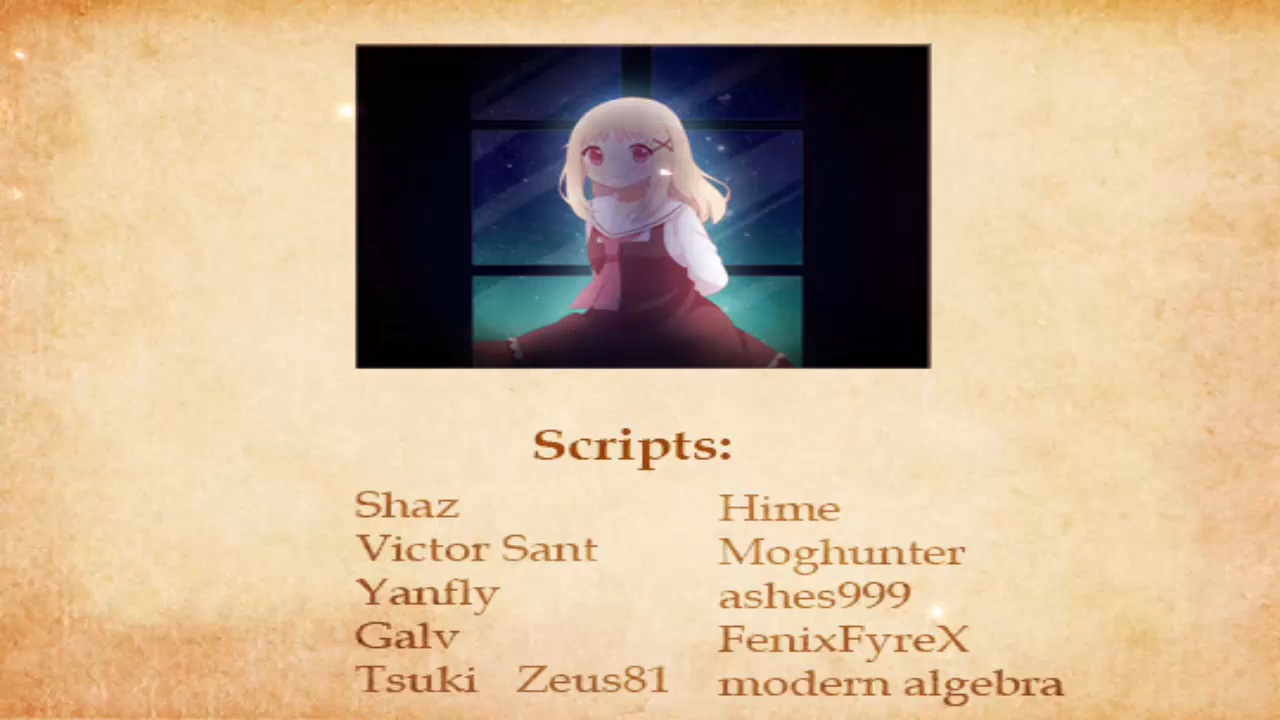 Scripts:
Shaz
Victor Sant
Yanfly
Galv
Tsuki Zeus81
Hime
Moghunter
ashes999
FenixFyreX
modern algebra